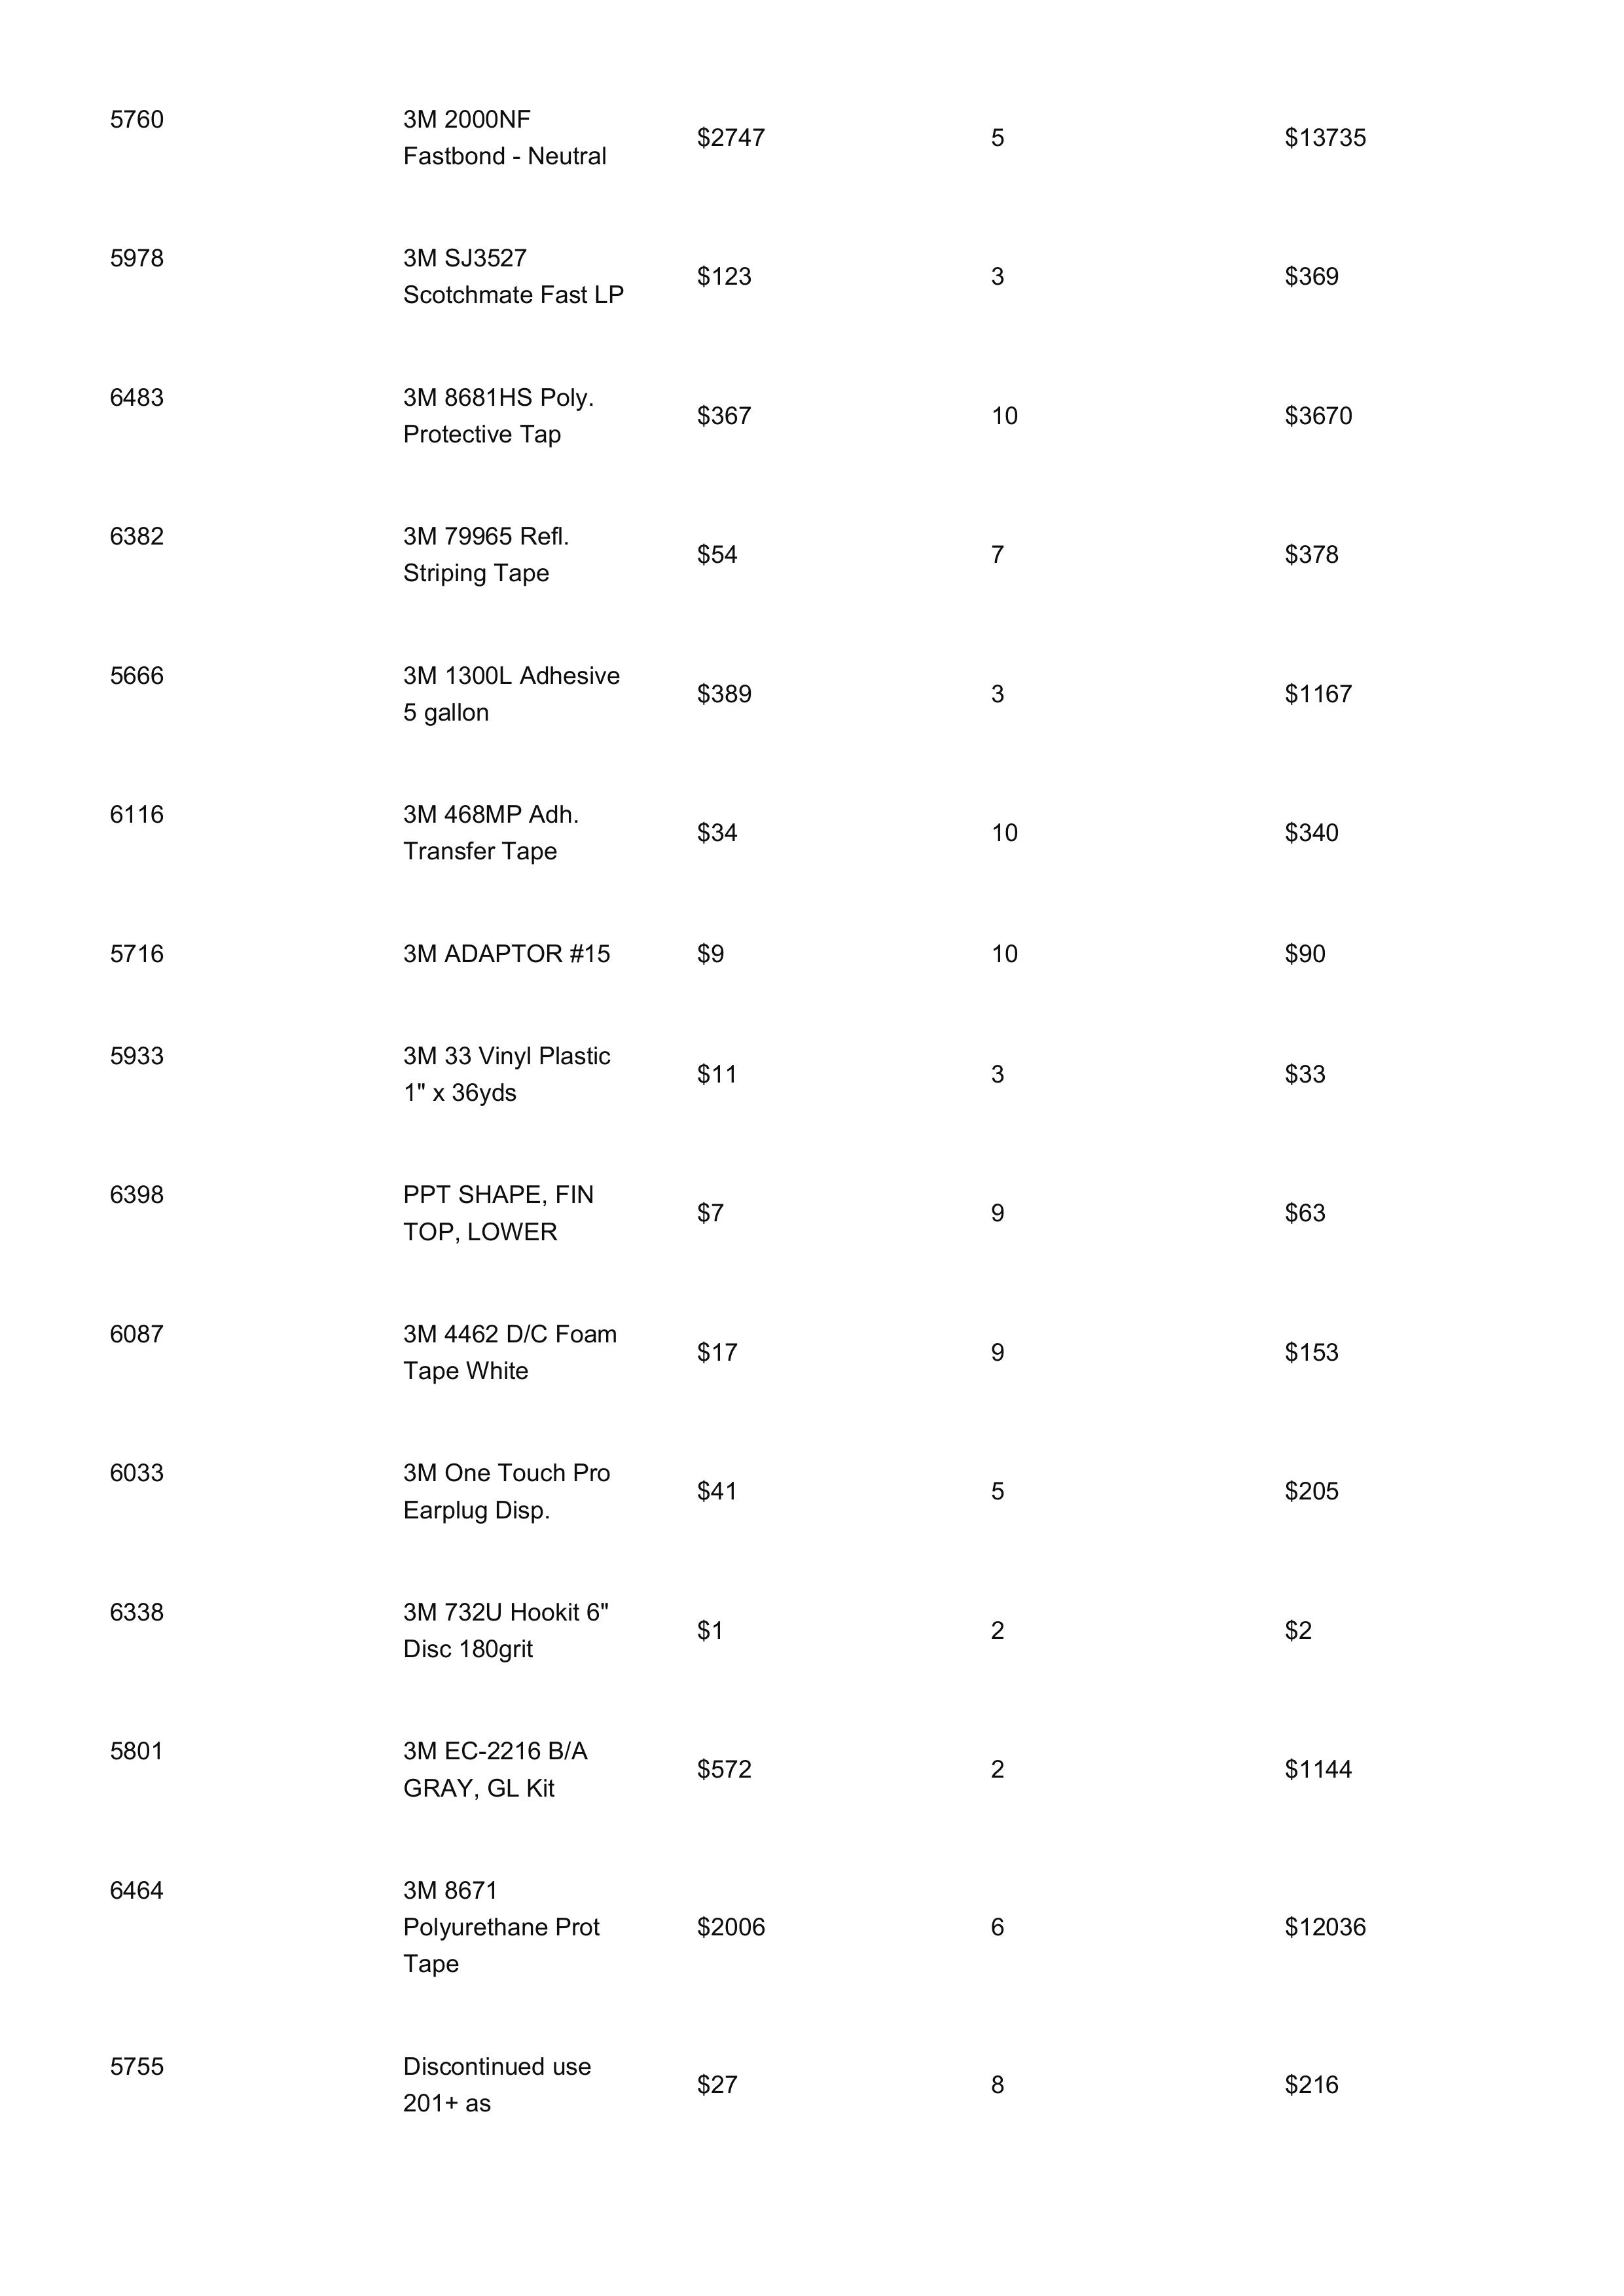 5760 3M 2000NF $2747 5 $13735
Fastbond - Neutral
5978 3M SJ3527 $123 3 $369
Scotchmate Fast LP
6483 3M 8681HS Poly. $367 10 $3670
Protective Tap
6382 3M 79965 Refl. $54 7 $378
Striping Tape
5666 3M 1300L Adhesive $389 3 $1167
5 gallon
6116 3M 468MP Adh. $34 10 $340
Transfer Tape
5716 3M ADAPTOR #15 $9 10 $90
5933 3M 33 Vinyl Plastic $11 3 $33
1" x 36yds
6398 PPT SHAPE, FIN $7 9 $63
TOP, LOWER
6087 3M 4462 D/C Foam $17 9 $153
Tape White
6033 3M One Touch Pro $41 5 $205
Earplug Disp.
6338 3M 732U Hookit 6" $1 2 $2
Disc 180grit
5801 3M EC-2216 B/A $572 2 $1144
GRAY, GL Kit
6464 3M 8671
Polyurethane Prot $2006 6 $12036
Tape
5755 Discontinued use $27 8 $216
201+ as